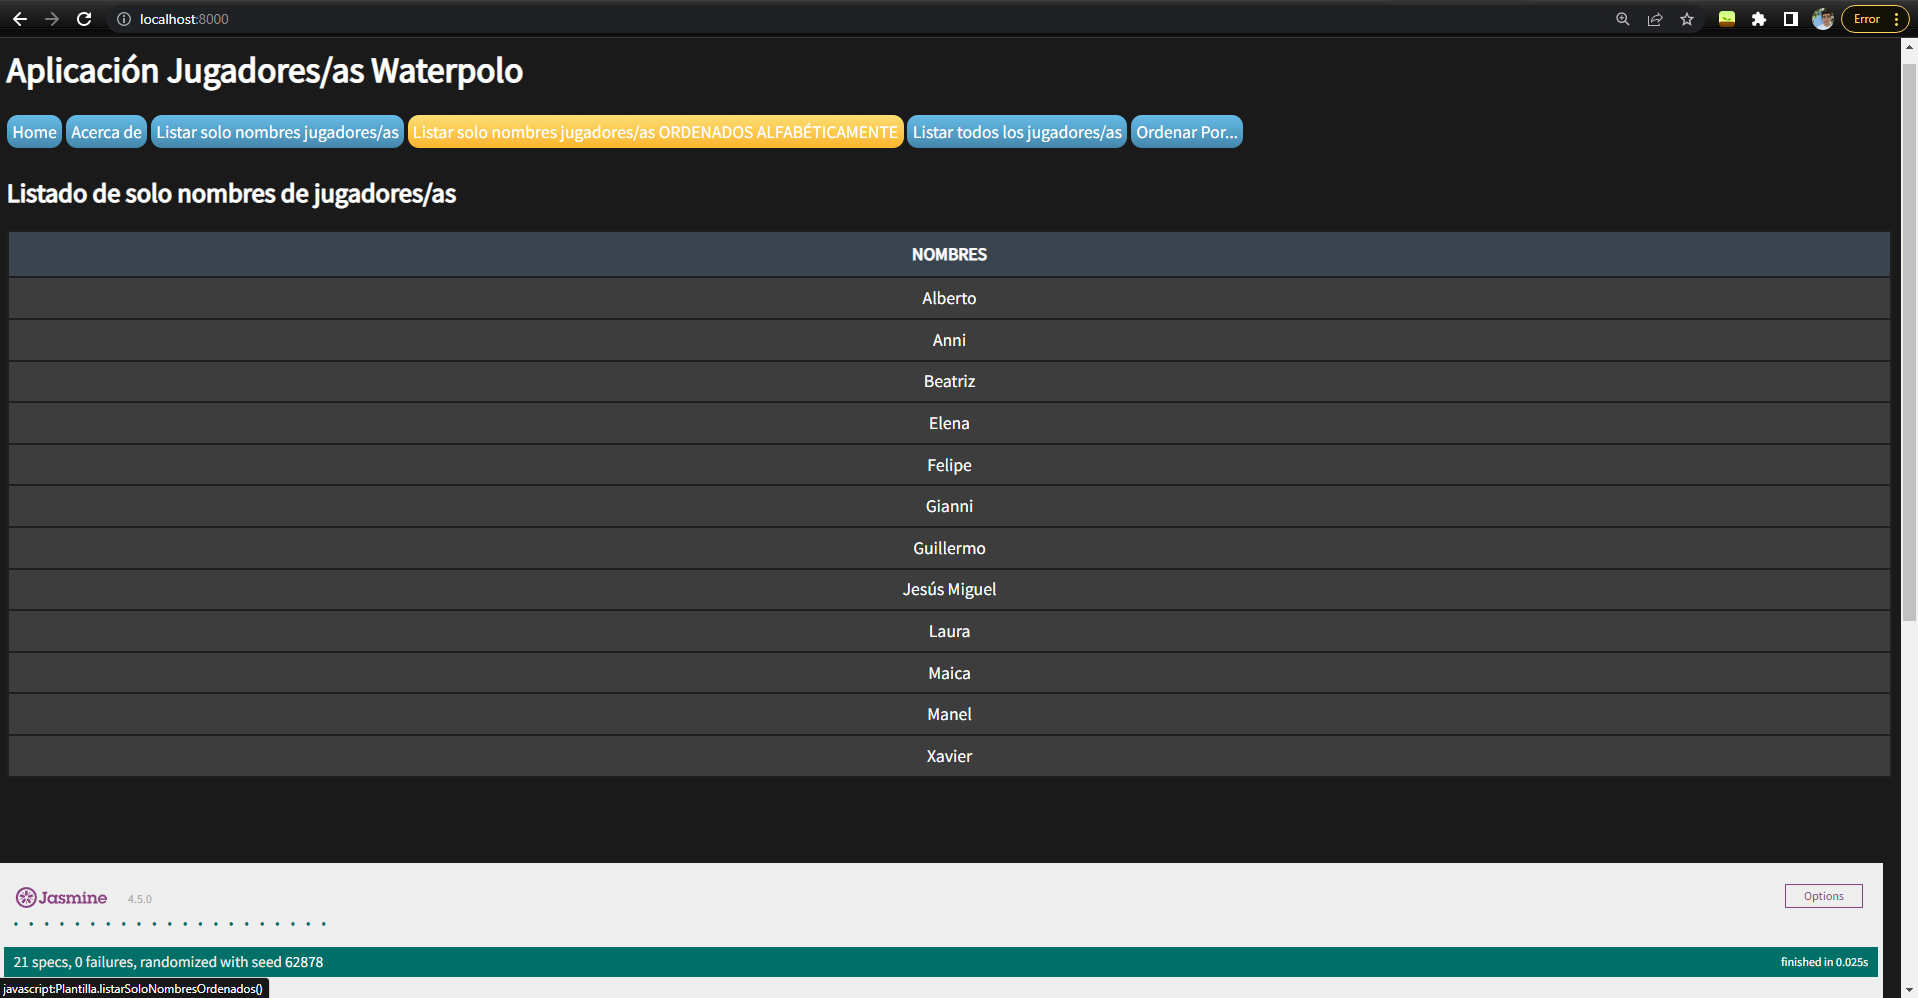 localhost:8000
Error
Aplicación Jugadores/as Waterpolo
Home Acerca de Listar solo nombres jugadores/as Listar solo nombres jugadores/as ORDENADOS ALFABÉTICAMENTE Listar todos los jugadores/as Ordenar Por...
Listado de solo nombres de jugadores/as
NOMBRES
Alberto
Anni
Beatriz
Elena
Felipe
Gianni
Guillermo
Jesús Miguel
Laura
Maica
Manel
Xavier
Jasmine 4.5.0
Options
21 specs, 0 failures, randomized with seed 62878
finished in 0.025s
javascript:Plantilla.listarSoloNombresOrdenados()